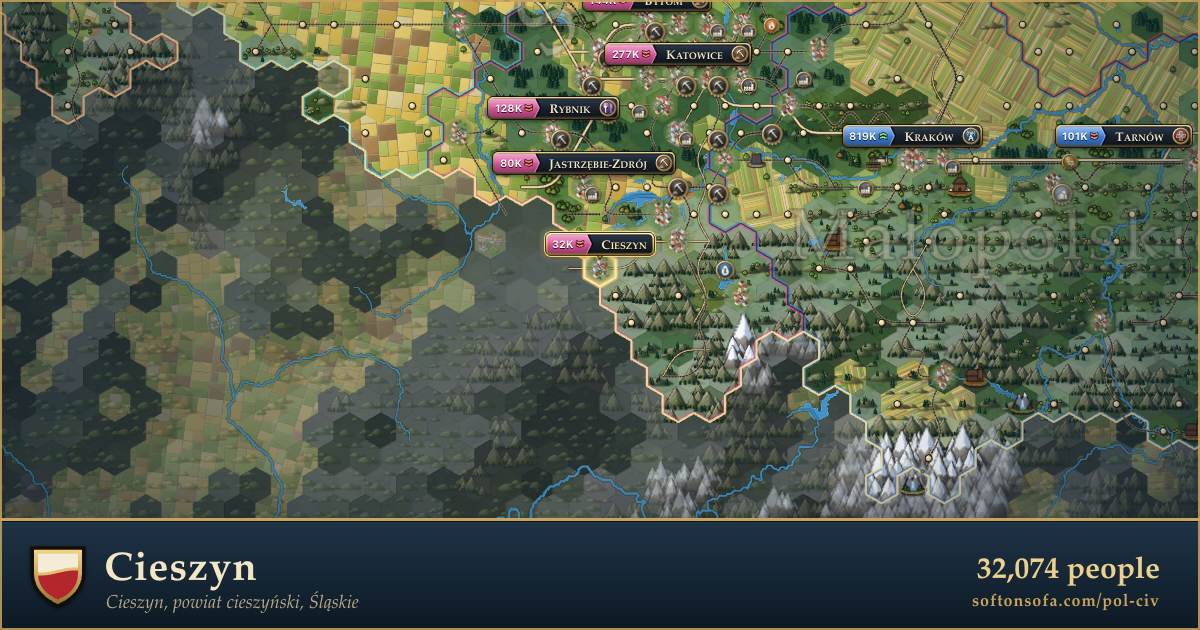 144K BYTOM
277K KATOWICE
128K RYBNIK
819K KRAKÓW
101K TARNÓW
80K JASTRZĘBIE-ZDRÓJ
Małopolsk
32K CIESZYN
Cieszyn
Cieszyn, powiat cieszyński, Śląskie
32,074 people
softonsofa.com/pol-civ